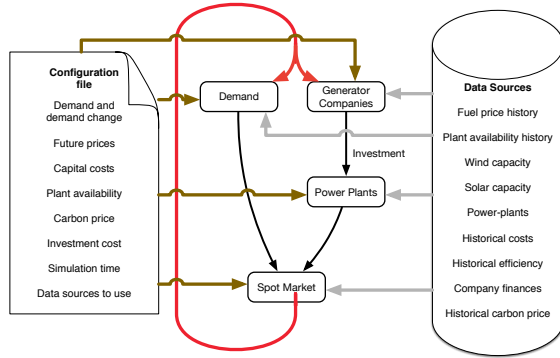 Configuration
file
Demand and
demand change
Future prices
Capital costs
Plant availability
Carbon price
Investment cost
Simulation time
Data sources to use
Demand
Generator
Companies
Investment
Power Plants
Spot Market
Data Sources
Fuel price history
Plant availability history
Wind capacity
Solar capacity
Power-plants
Historical costs
Historical efficiency
Company finances
Historical carbon price